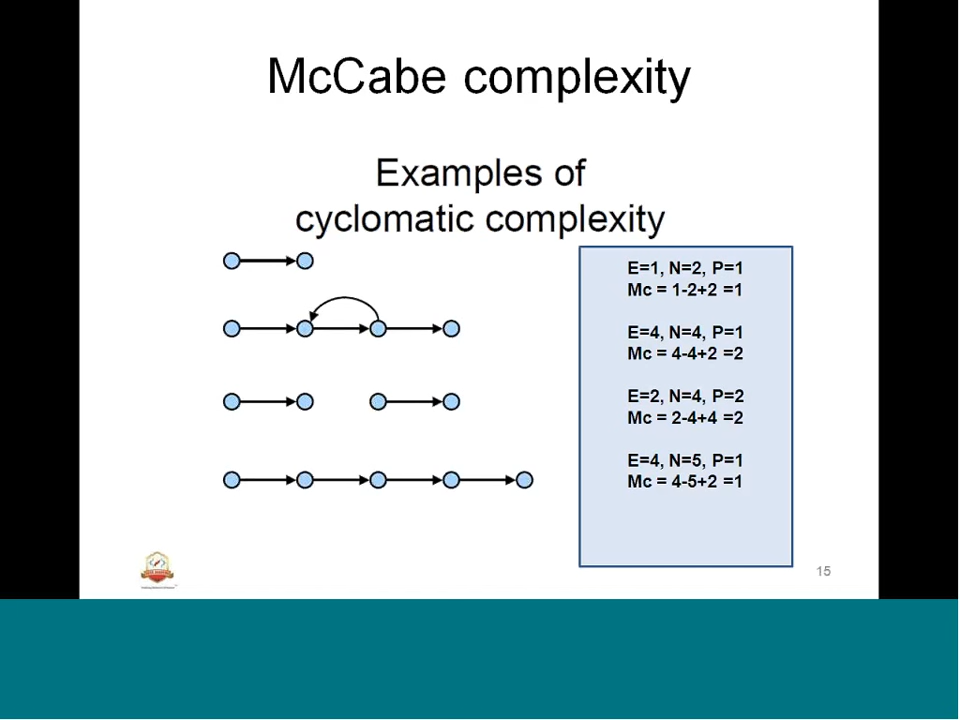 McCabe complexity
Examples of
cyclomatic complexity
E=1, N=2, P=1
Mc = 1-2+2 =1
E=4, N=4, P=1
Mc = 4-4+2 =2
E=2, N=4, P=2
Mc = 2-4+4 =2
E=4, N=5, P=1
Mc = 4-5+2 =1
15